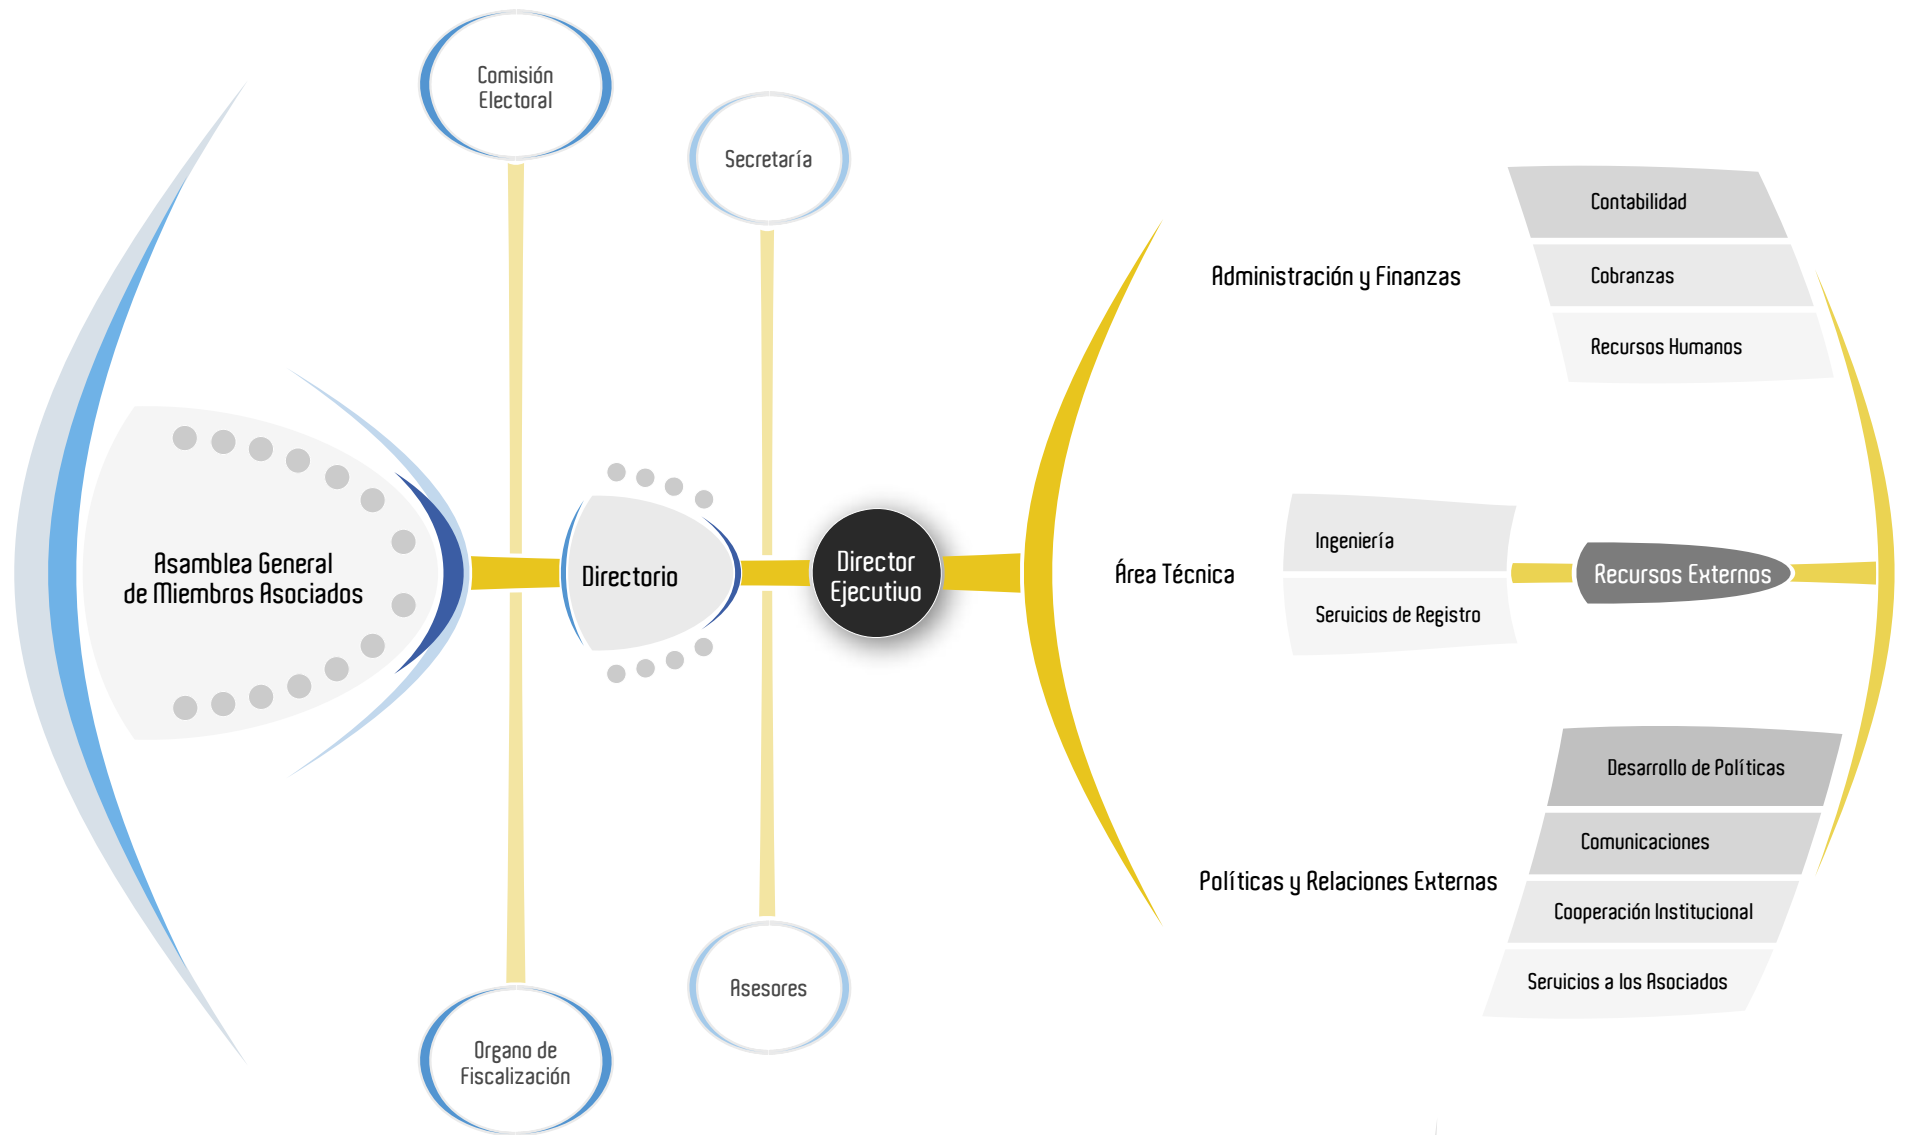 Comisión
Electoral
Secretaría
Contabilidad
Administración y Finanzas
Cobranzas
Recursos Humanos
Asamblea General
de Miembros Asociados
Directorio
Director
Ejecutivo
Área Técnica
Ingeniería
Servicios de Registro
Recursos Externos
Desarrollo de Políticas
Comunicaciones
Políticas y Relaciones Externas
Cooperación Institucional
Servicios a los Asociados
Asesores
Organo de
Fiscalización